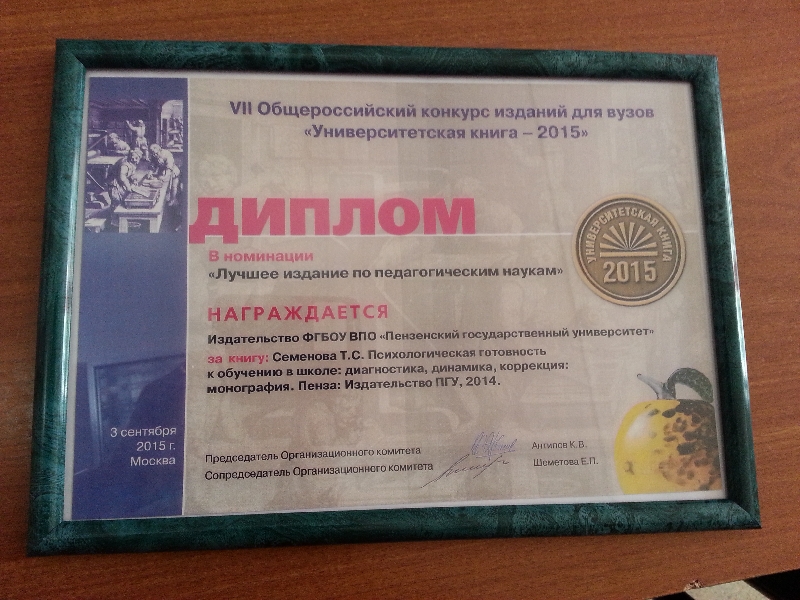 VII Общероссийский конкурс изданий для вузов
«Университетская книга – 2015»
ДИПЛОМ
В номинации
«Лучшее издание по педагогическим наукам»
НАГРАЖДАЕТСЯ
Издательство ФГБОУ ВПО «Пензенский государственный университет»
за книгу: Семенова Т.С. Психологическая готовность
к обучению в школе: диагностика, динамика, коррекция:
монография. Пенза: Издательство ПГУ, 2014.
УНИВЕРСИТЕТСКАЯ КНИГА
2015
3 сентября
2015 г.
Москва
Председатель Организационного комитета Антипов К.В.
Сопредседатель Организационного комитета Шеметова Е.П.